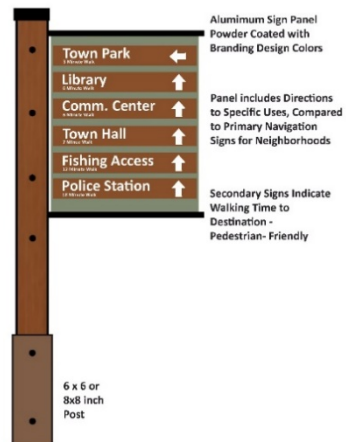 Alumimum Sign Panel
Powder Coated with
Branding Design Colors
Town Park
Library
Comm. Center
Panel includes Directions
to Specific Uses, Compared
to Primary Navigation
Signs for Neighborhoods
Town Hall
Fishing Access
Police Station
Secondary Signs Indicate
Walking Time to
Destination -
Pedestrian- Friendly
6 x 6 or
8x8 inch
Post